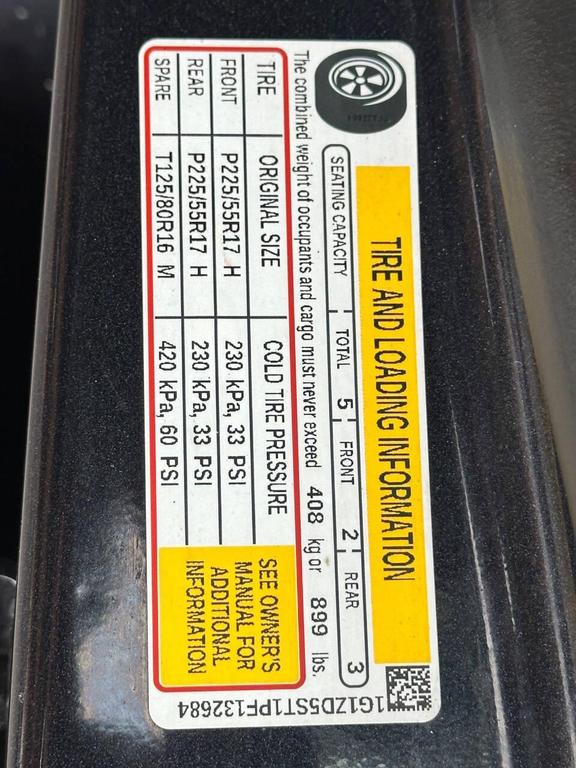 TIRE AND LOADING INFORMATION
SEATING CAPACITY TOTAL 5 FRONT 2 REAR 3
The combined weight of occupants and cargo must never exceed 408 kg or 899 lbs.
TIRE ORIGINAL SIZE COLD TIRE PRESSURE
FRONT P225/55R17 H 230 kPa, 33 PSI
REAR P225/55R17 H 230 kPa, 33 PSI
SPARE T125/80R16 M 420 kPa, 60 PSI
SEE OWNER'S
MANUAL FOR
ADDITIONAL
INFORMATION
1G1ZD5ST1PF132684